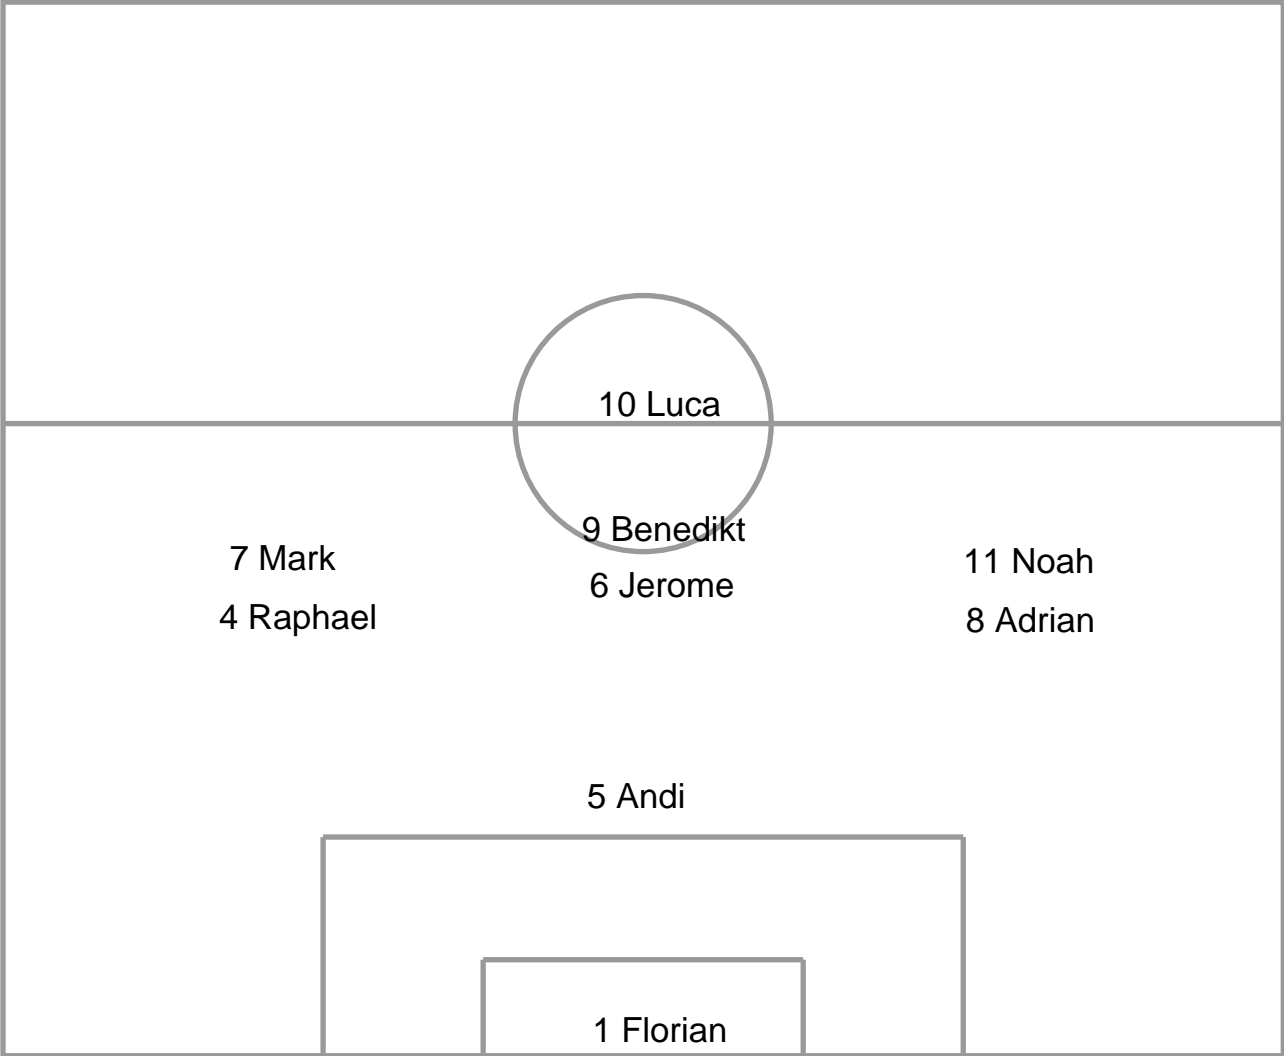 10 Luca
9 Benedikt
7 Mark
11 Noah
6 Jerome
4 Raphael
8 Adrian
5 Andi
1 Florian